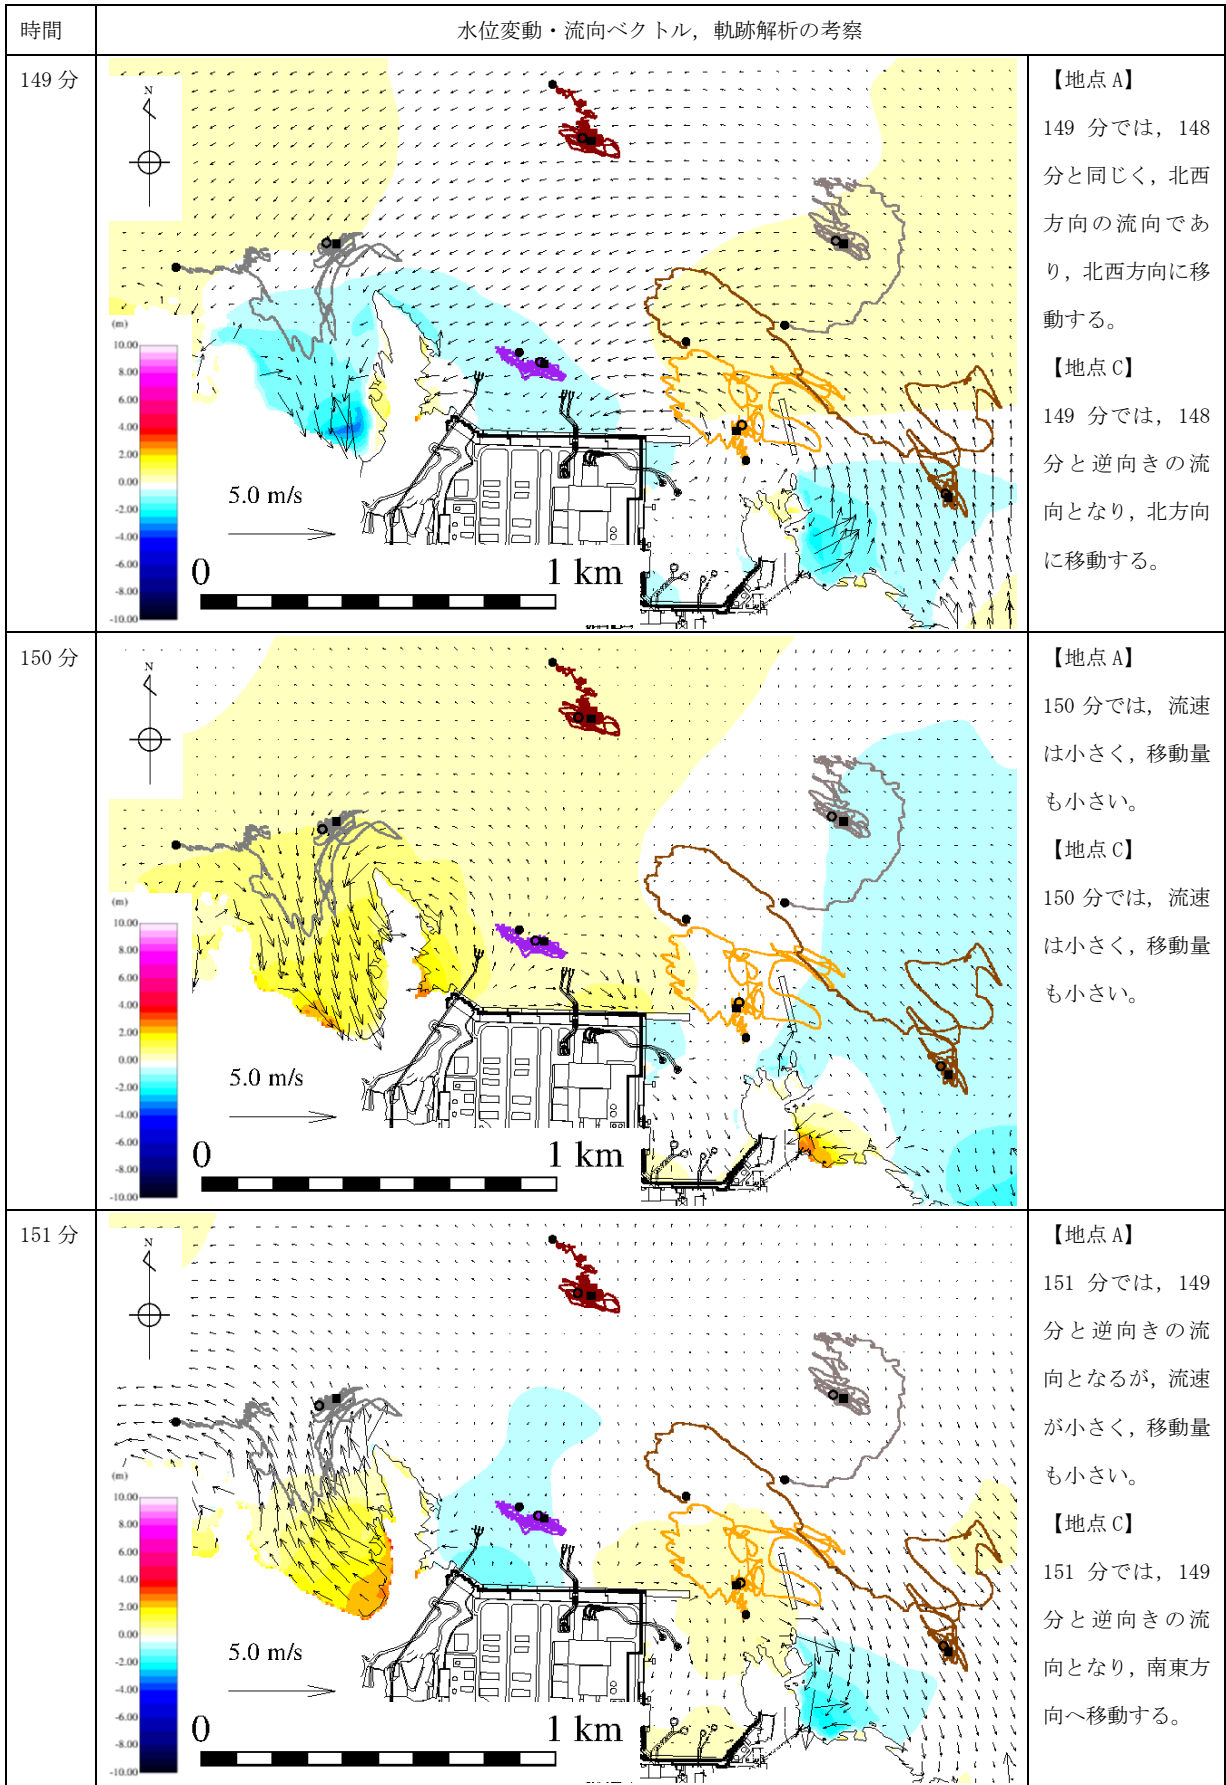 時間
水位変動・流向ベクトル，軌跡解析の考察
149 分
N
(m)
10.00
8.00
6.00
4.00
2.00
0.00
-2.00
-4.00
-6.00
-8.00
-10.00
5.0 m/s
0
1 km
【地点 A】
149 分では，148
分と同じく，北西
方向の流向であ
り，北西方向に移
動する。
【地点 C】
149 分では，148
分と逆向きの流
向となり，北方向
に移動する。
150 分
N
(m)
10.00
8.00
6.00
4.00
2.00
0.00
-2.00
-4.00
-6.00
-8.00
-10.00
5.0 m/s
0
1 km
【地点 A】
150 分では，流速
は小さく，移動量
も小さい。
【地点 C】
150 分では，流速
は小さく，移動量
も小さい。
151 分
N
(m)
10.00
8.00
6.00
4.00
2.00
0.00
-2.00
-4.00
-6.00
-8.00
-10.00
5.0 m/s
0
1 km
【地点 A】
151 分では，149
分と逆向きの流
向となるが，流速
が小さく，移動量
も小さい。
【地点 C】
151 分では，149
分と逆向きの流
向となり，南東方
向へ移動する。